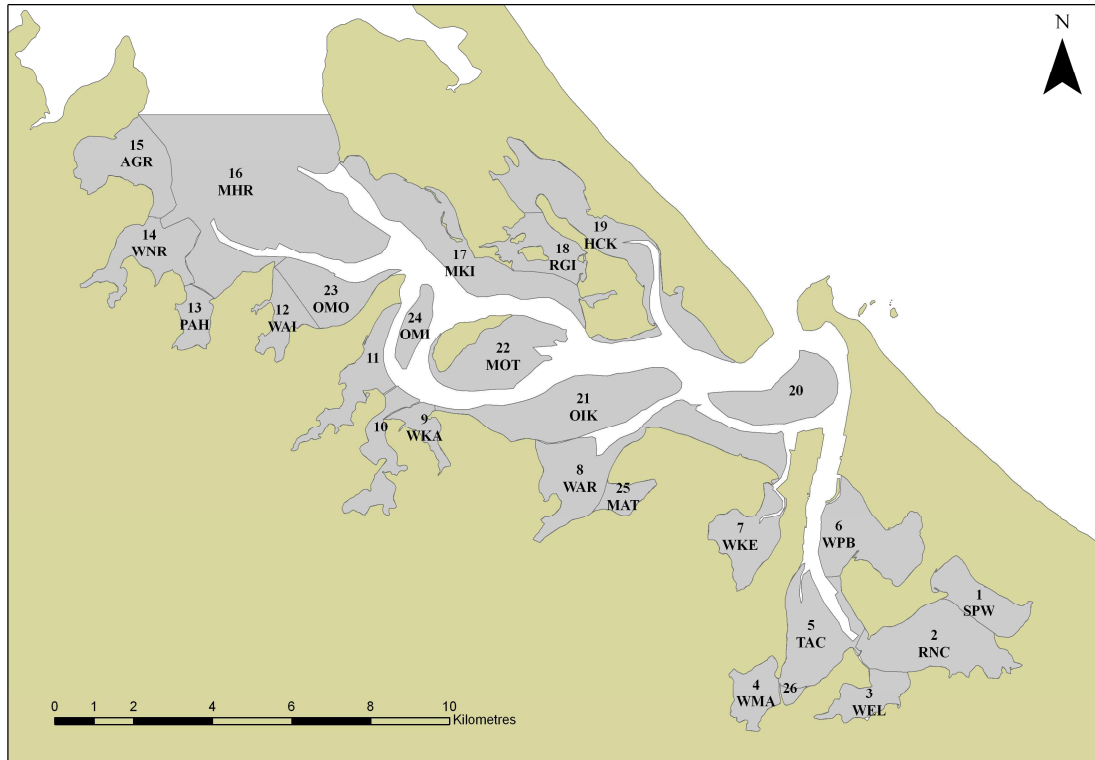 N
15
AGR
16
MHR
14
WNR
13
PAH
12
WAI
23
OMO
24
OMI
11
17
MKI
18
RGI
19
HCK
22
MOT
20
21
OIK
10
9
WKA
8
WAR
25
MAT
7
WKE
6
WPB
1
SPW
2
RNC
5
TAC
4
WMA
26
3
WEL
0 1 2 4 6 8 10
Kilometres